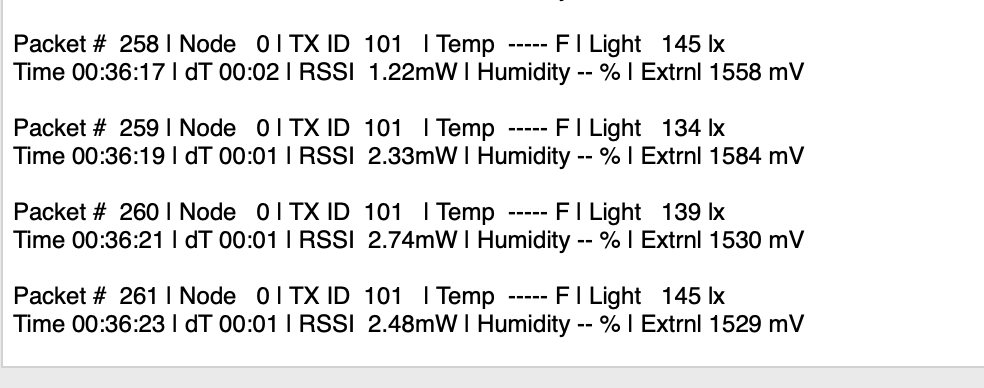 Packet #  258 | Node   0 | TX ID  101   | Temp  ----- F | Light   145 lx
Time 00:36:17 | dT 00:02 | RSSI  1.22mW | Humidity -- % | Extrnl 1558 mV
Packet #  259 | Node   0 | TX ID  101   | Temp  ----- F | Light   134 lx
Time 00:36:19 | dT 00:01 | RSSI  2.33mW | Humidity -- % | Extrnl 1584 mV
Packet #  260 | Node   0 | TX ID  101   | Temp  ----- F | Light   139 lx
Time 00:36:21 | dT 00:01 | RSSI  2.74mW | Humidity -- % | Extrnl 1530 mV
Packet #  261 | Node   0 | TX ID  101   | Temp  ----- F | Light   145 lx
Time 00:36:23 | dT 00:01 | RSSI  2.48mW | Humidity -- % | Extrnl 1529 mV